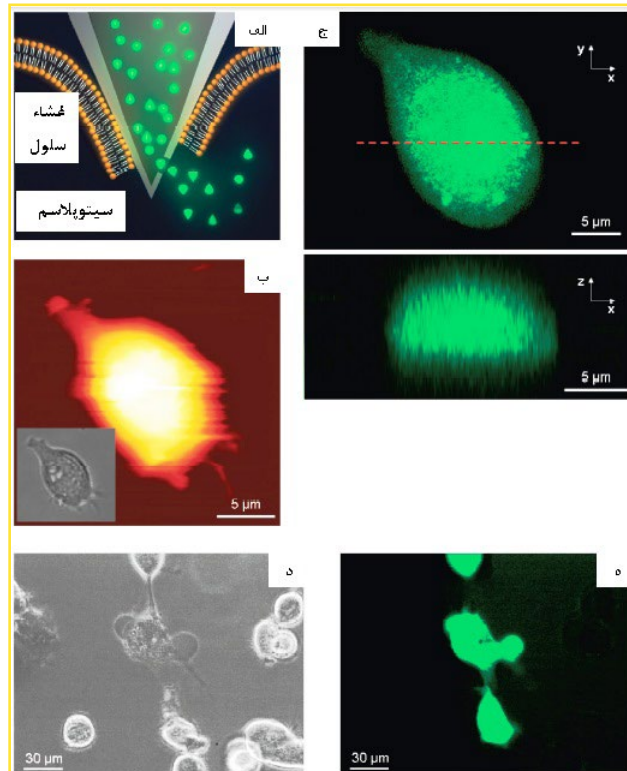 الف
غشاء
سلول
سیتوپلاسم
ج
y
x
5 µm
z
x
5 µm
ب
5 µm
د
30 µm
ه
30 µm